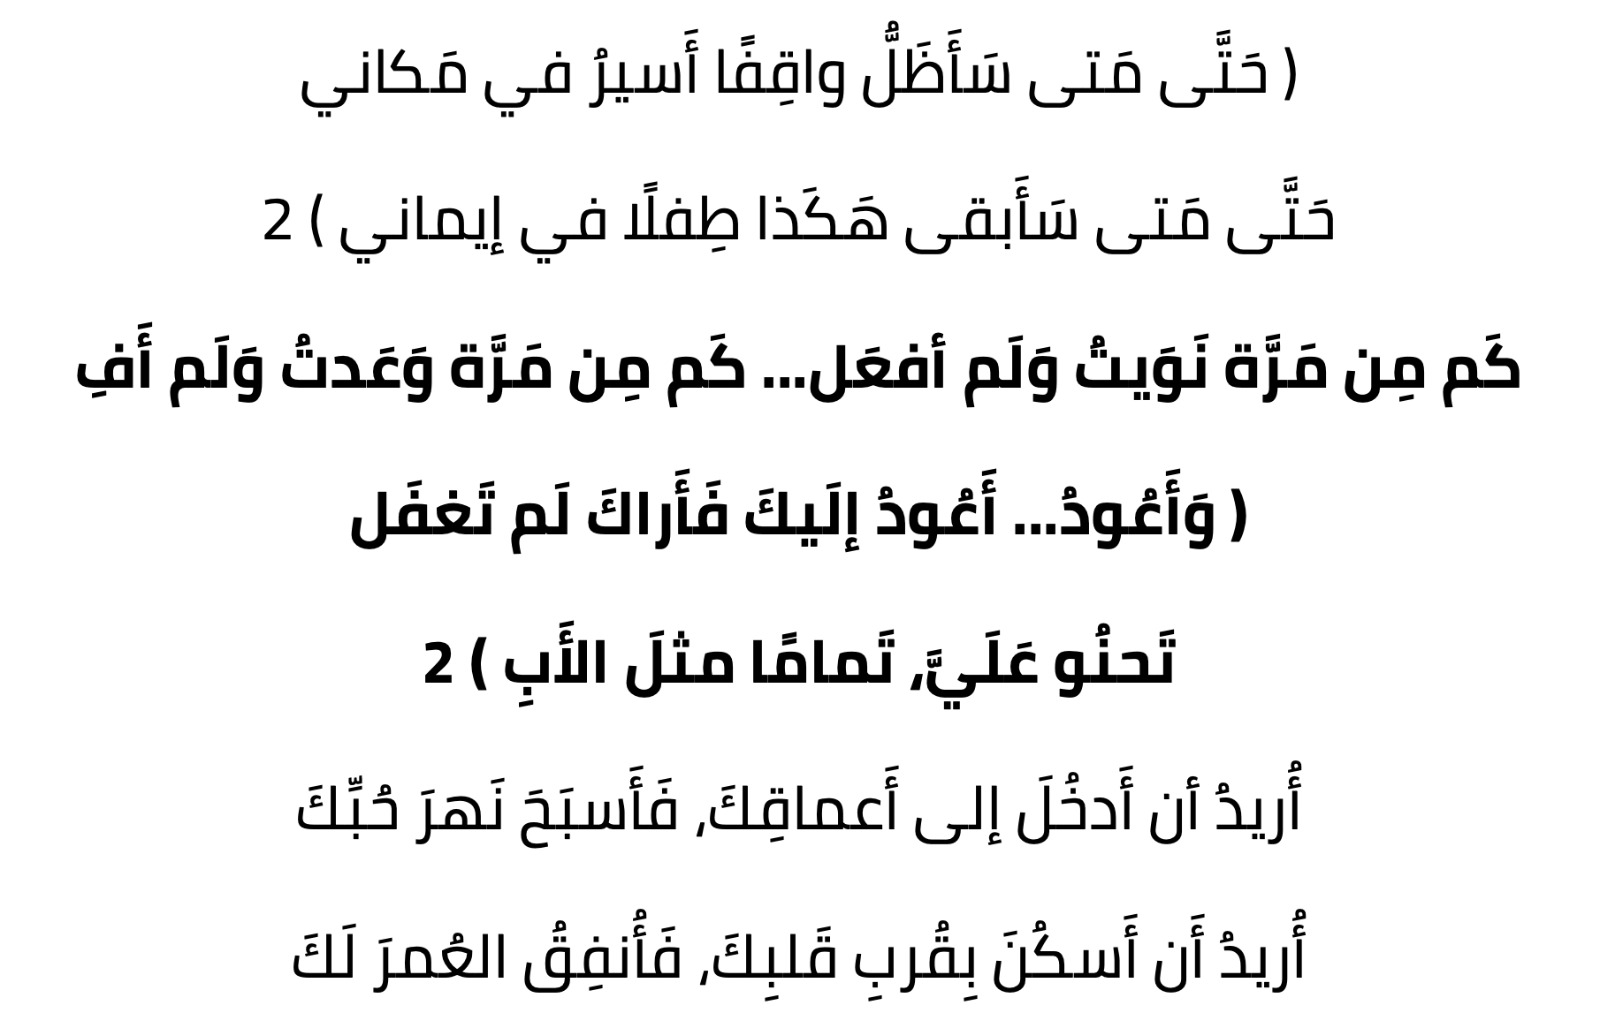 ( حَتَّى مَتى سَأَظَلُّ واقِفًا أَسيرُ في مَكاني
حَتَّى مَتى سَأَبقى هَكَذا طِفلًا في إيماني ) 2
كَم مِن مَرَّة نَوَيتُ وَلَم أفعَل... كَم مِن مَرَّة وَعَدتُ وَلَم أَفِ
( وَأَعُودُ... أَعُودُ إلَيكَ فَأَراكَ لَم تَغفَل
تَحنُو عَلَيَّ، تَمامًا مثلَ الأَبِ ) 2
أُريدُ أن أَدخُلَ إلى أَعماقِكَ، فَأَسبَحَ نَهرَ حُبِّكَ
أُريدُ أَن أَسكُنَ بِقُربِ قَلبِكَ، فَأُنفِقُ العُمرَ لَكَ